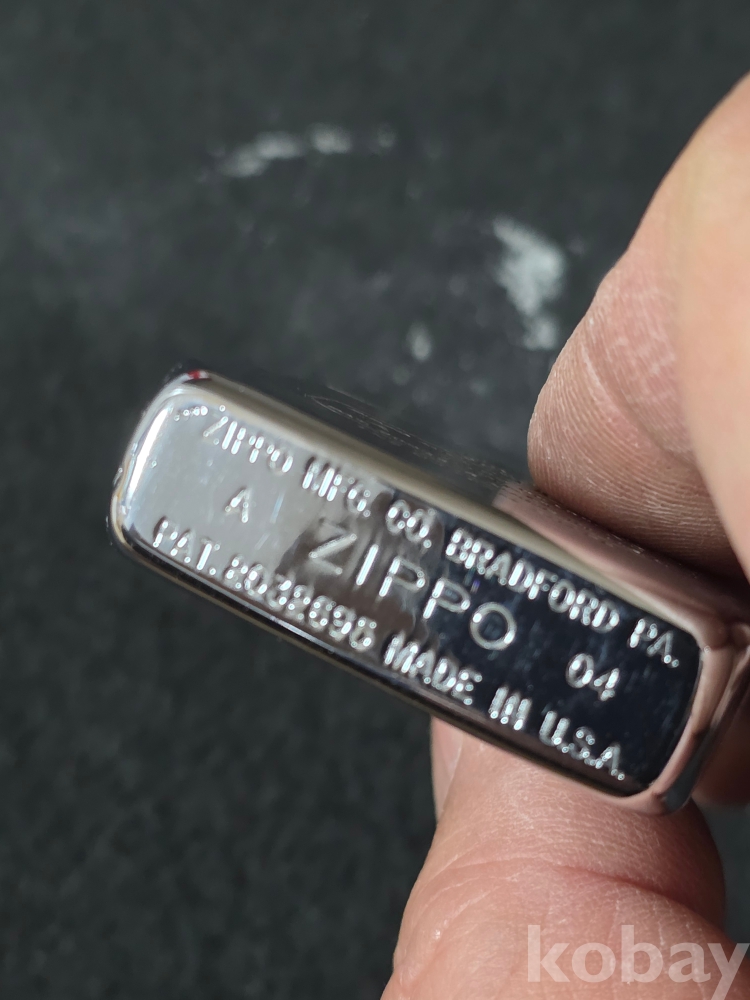 ZIPPO MFG. CO. BRADFORD PA.
A ZIPPO 04
PAT.2032695 MADE IN U.S.A.
kobay